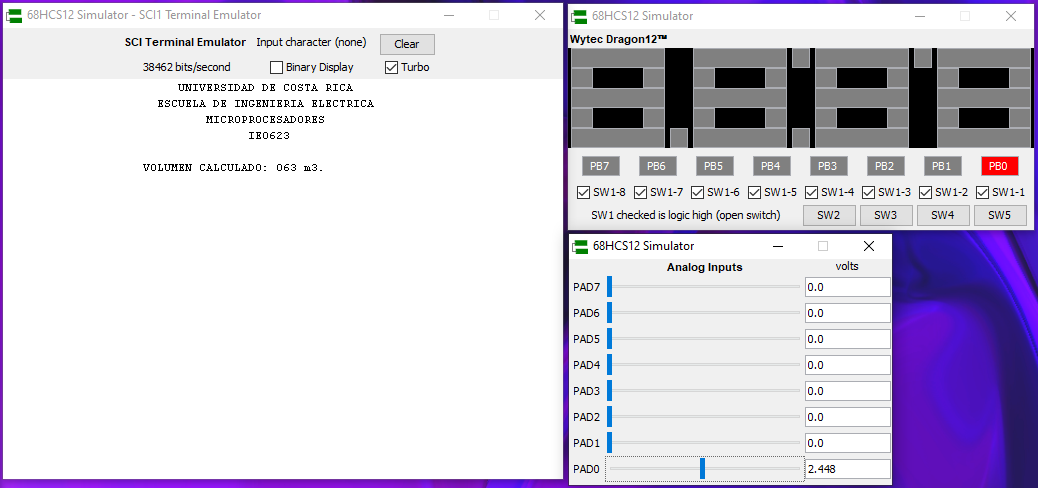 68HCS12 Simulator - SCI1 Terminal Emulator
SCI Terminal Emulator Input character (none) Clear
38462 bits/second Binary Display Turbo
UNIVERSIDAD DE COSTA RICA
ESCUELA DE INGENIERIA ELECTRICA
MICROPROCESADORES
IE0623
VOLUMEN CALCULADO: 063 m3.
68HCS12 Simulator
Wytec Dragon12™
PB7 PB6 PB5 PB4 PB3 PB2 PB1 PB0
SW1-8 SW1-7 SW1-6 SW1-5 SW1-4 SW1-3 SW1-2 SW1-1
SW1 checked is logic high (open switch) SW2 SW3 SW4 SW5
68HCS12 Simulator
Analog Inputs volts
PAD7 0.0
PAD6 0.0
PAD5 0.0
PAD4 0.0
PAD3 0.0
PAD2 0.0
PAD1 0.0
PAD0 2.448